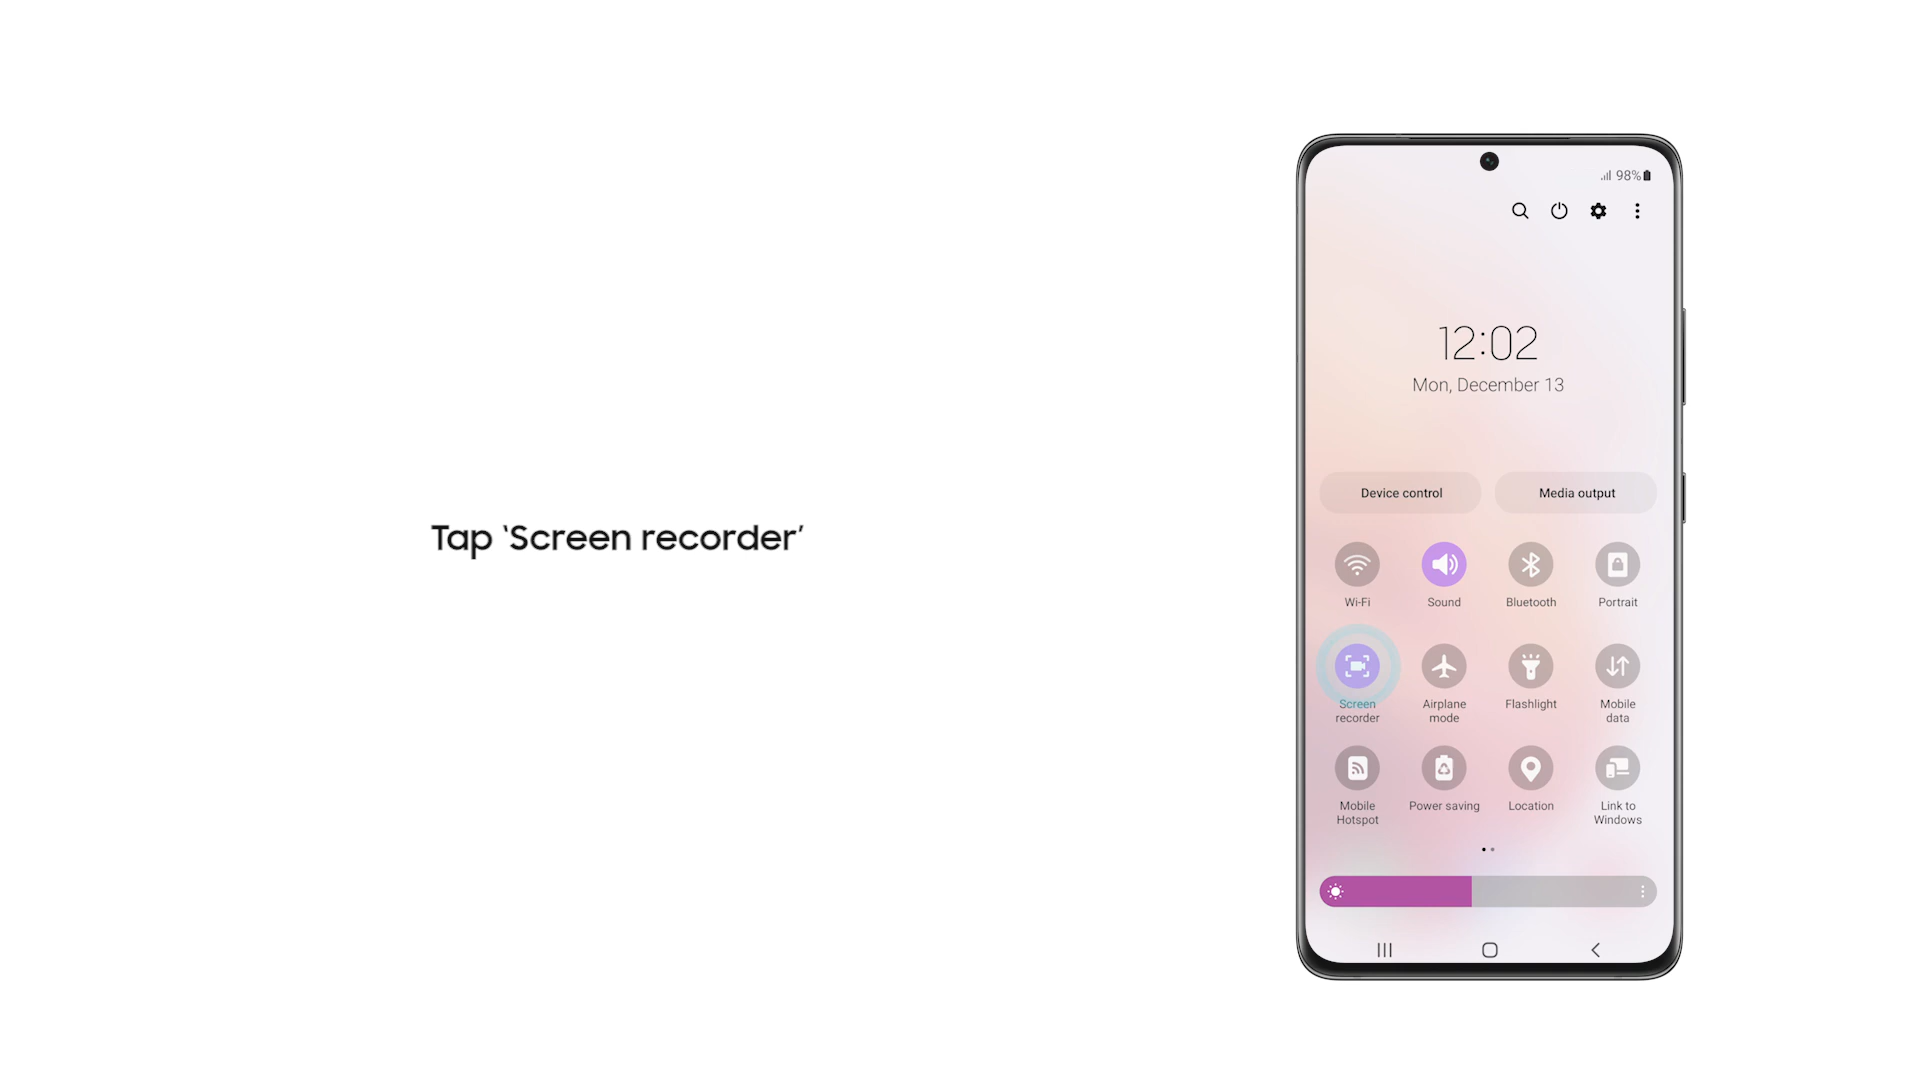 Tap ‘Screen recorder’
98%
12:02
Mon, December 13
Device control
Media output
Wi-Fi
Sound
Bluetooth
Portrait
Screen
recorder
Airplane
mode
Flashlight
Mobile
data
Mobile
Hotspot
Power saving
Location
Link to
Windows